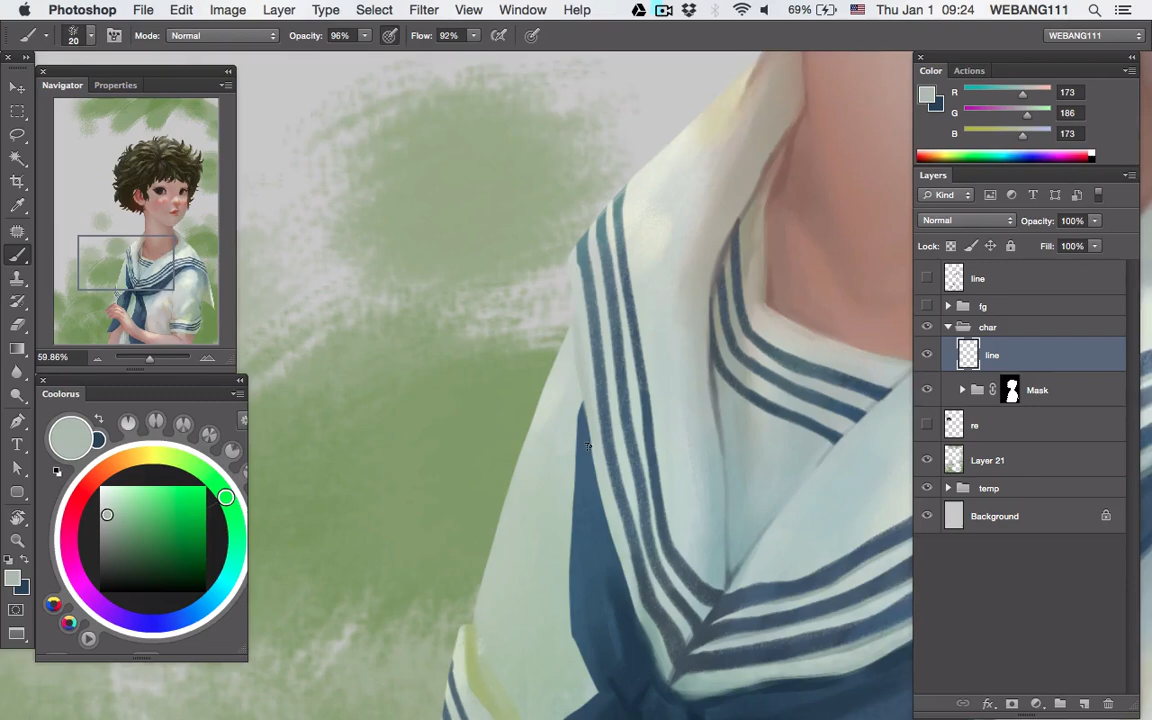 Photoshop File Edit Image Layer Type Select Filter View Window Help 69% Thu Jan 1 09:24 WEBANG111
20 Mode: Normal Opacity: 96% Flow: 92% WEBANG111
Navigator Properties
59.86%
Coolorus
Color Actions
R 173
G 186
B 173
Layers
Kind
Normal Opacity: 100%
Lock: Fill: 100%
line
fg
char
line
Mask
re
Layer 21
temp
Background